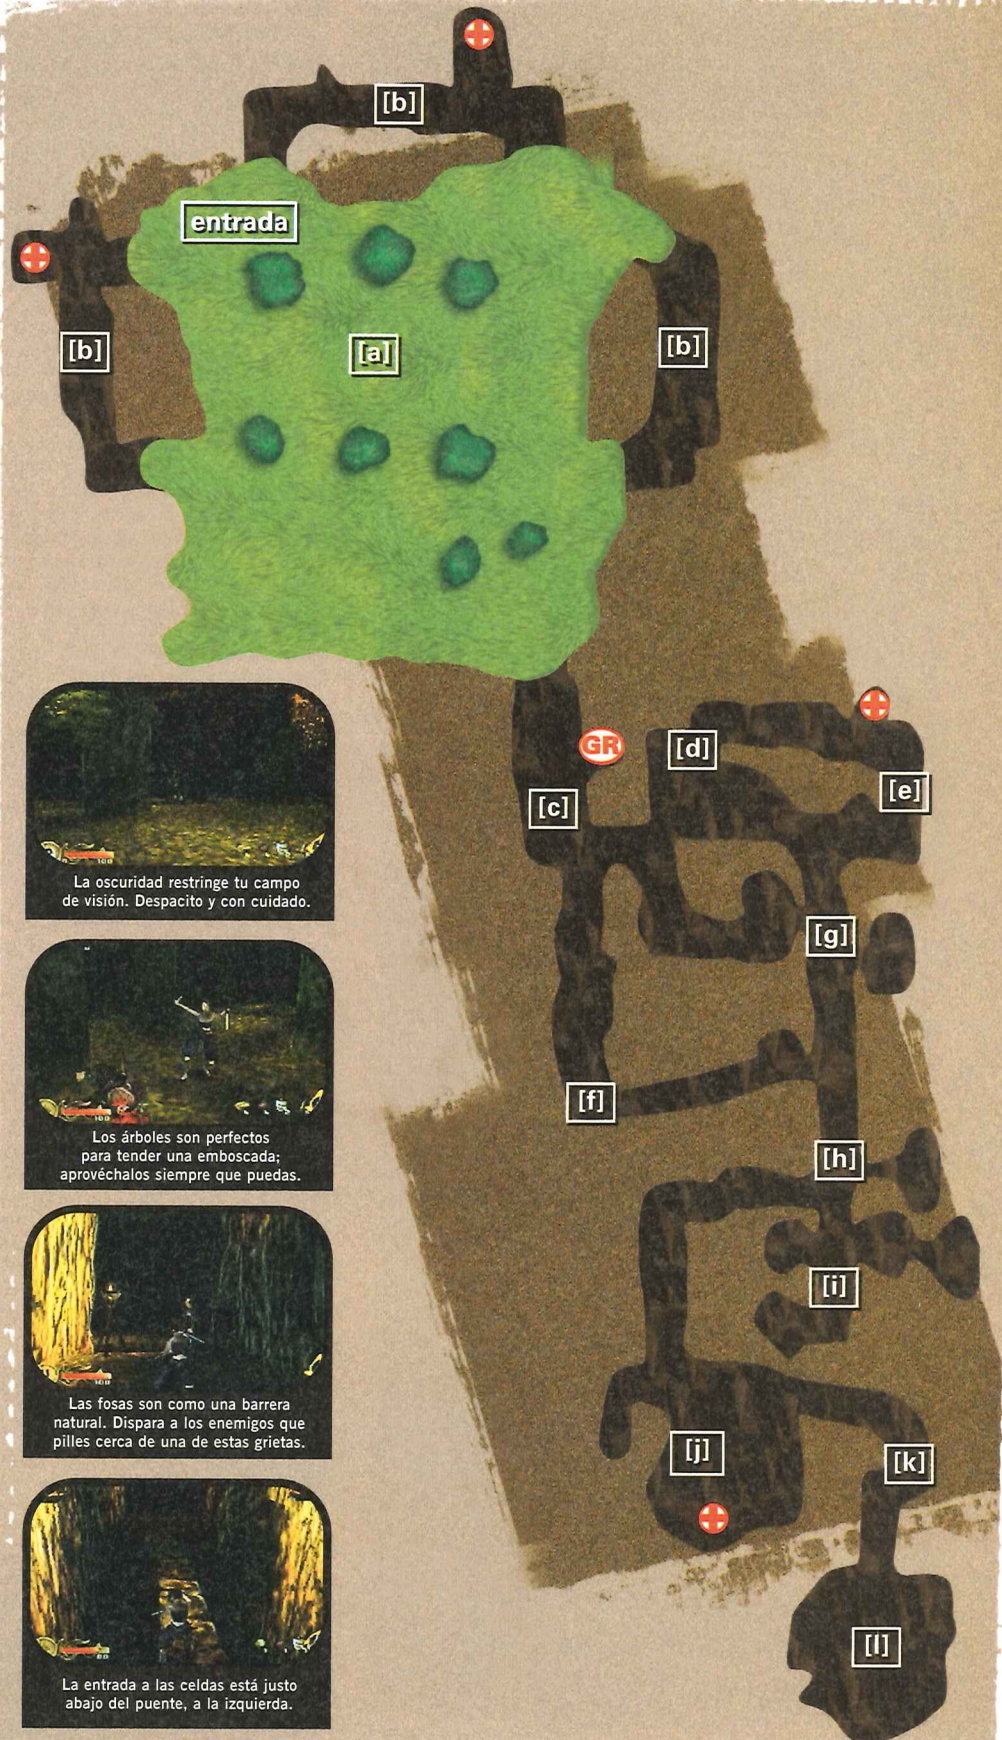 [b]
entrada
[b]
[a]
[b]
GR
[d]
[c]
[e]
[g]
[f]
[h]
[i]
[j]
[k]
[l]
La oscuridad restringe tu campo
de visión. Despacito y con cuidado.
Los árboles son perfectos
para tender una emboscada;
aprovéchalos siempre que puedas.
Las fosas son como una barrera
natural. Dispara a los enemigos que
pilles cerca de una de estas grietas.
La entrada a las celdas está justo
abajo del puente, a la izquierda.